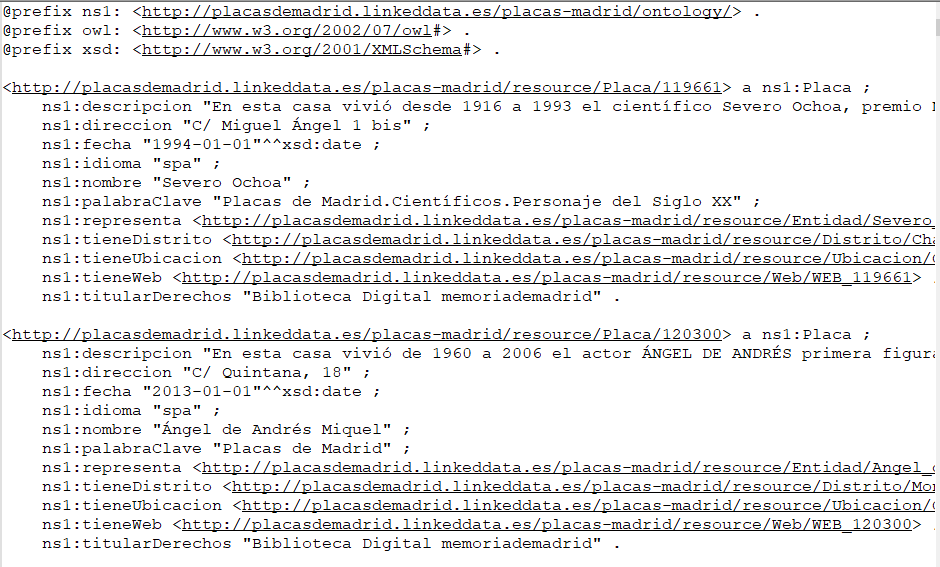 @prefix ns1: <http://placasdemadrid.linkeddata.es/placas-madrid/ontology/> .
@prefix owl: <http://www.w3.org/2002/07/owl#> .
@prefix xsd: <http://www.w3.org/2001/XMLSchema#> .
<http://placasdemadrid.linkeddata.es/placas-madrid/resource/Placa/119661> a ns1:Placa ;
ns1:descripcion "En esta casa vivió desde 1916 a 1993 el científico Severo Ochoa, premio
ns1:direccion "C/ Miguel Ángel 1 bis" ;
ns1:fecha "1994-01-01"^^xsd:date ;
ns1:idioma "spa" ;
ns1:nombre "Severo Ochoa" ;
ns1:palabraClave "Placas de Madrid.Científicos.Personaje del Siglo XX" ;
ns1:representa <http://placasdemadrid.linkeddata.es/placas-madrid/resource/Entidad/Severo_
ns1:tieneDistrito <http://placasdemadrid.linkeddata.es/placas-madrid/resource/Distrito/Cha
ns1:tieneUbicacion <http://placasdemadrid.linkeddata.es/placas-madrid/resource/Ubicacion/C
ns1:tieneWeb <http://placasdemadrid.linkeddata.es/placas-madrid/resource/Web/WEB_119661> ;
ns1:titularDerechos "Biblioteca Digital memoriademadrid" .
<http://placasdemadrid.linkeddata.es/placas-madrid/resource/Placa/120300> a ns1:Placa ;
ns1:descripcion "En esta casa vivió de 1960 a 2006 el actor ÁNGEL DE ANDRÉS primera figura
ns1:direccion "C/ Quintana, 18" ;
ns1:fecha "2013-01-01"^^xsd:date ;
ns1:idioma "spa" ;
ns1:nombre "Ángel de Andrés Miquel" ;
ns1:palabraClave "Placas de Madrid" ;
ns1:representa <http://placasdemadrid.linkeddata.es/placas-madrid/resource/Entidad/Angel_d
ns1:tieneDistrito <http://placasdemadrid.linkeddata.es/placas-madrid/resource/Distrito/Mon
ns1:tieneUbicacion <http://placasdemadrid.linkeddata.es/placas-madrid/resource/Ubicacion/C
ns1:tieneWeb <http://placasdemadrid.linkeddata.es/placas-madrid/resource/Web/WEB_120300> ;
ns1:titularDerechos "Biblioteca Digital memoriademadrid" .